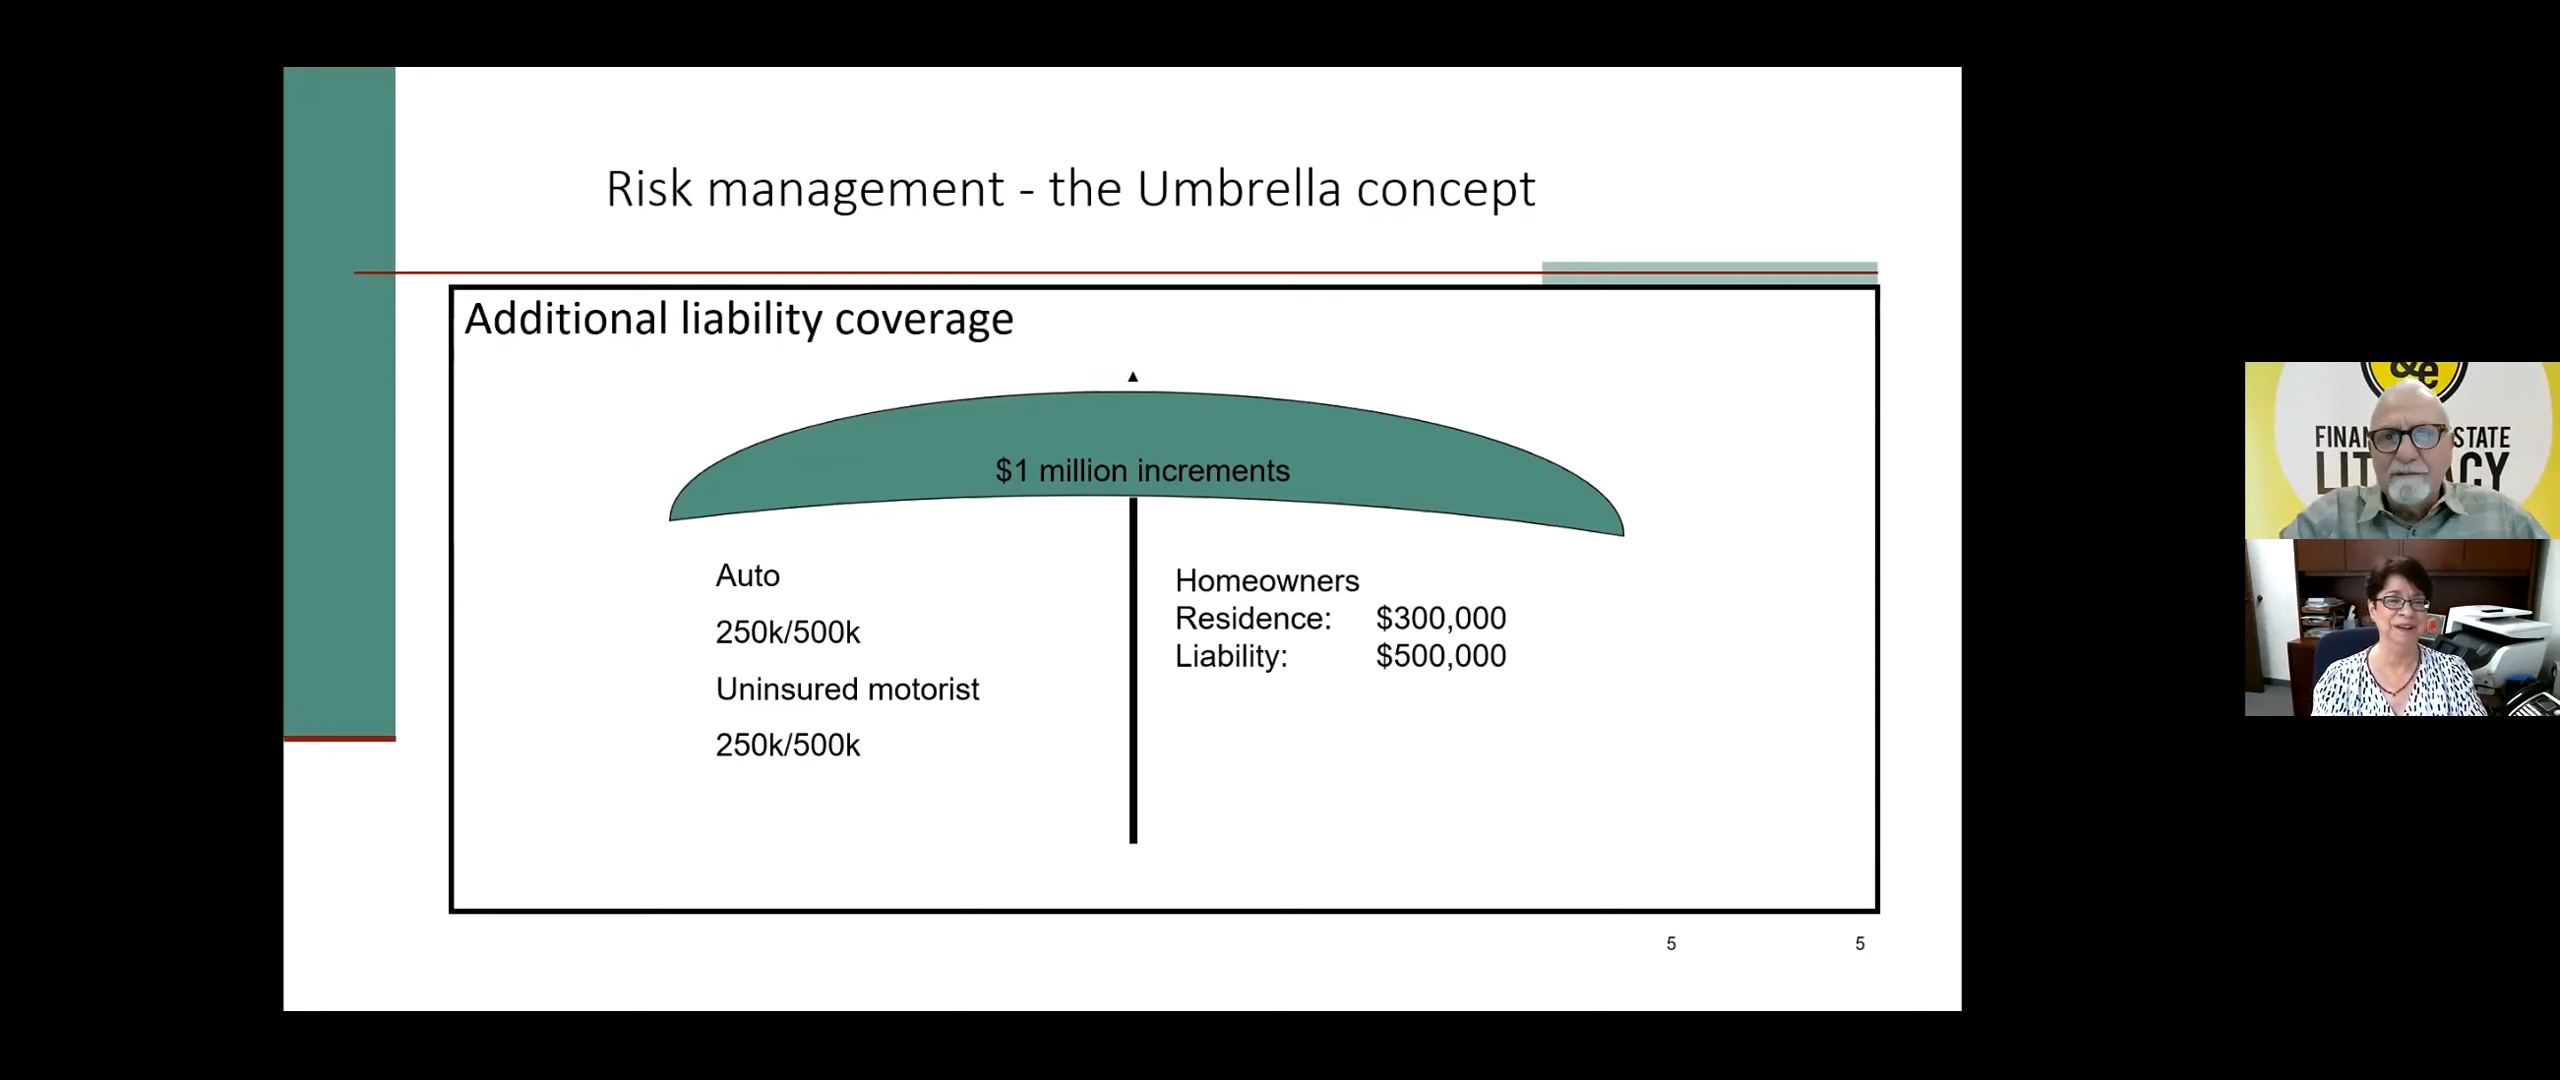 Risk management - the Umbrella concept
Additional liability coverage
$1 million increments
Auto
250k/500k
Uninsured motorist
250k/500k
Homeowners
Residence: $300,000
Liability: $500,000
5 5
&e